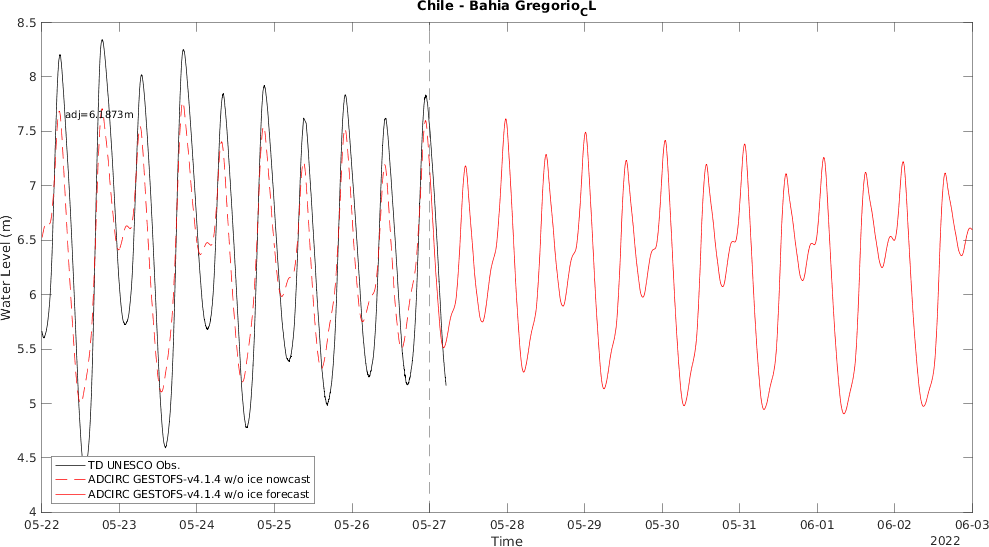 Chile - Bahia Gregorio_CL
8.5
8
7.5
7
6.5
6
5.5
5
4.5
4
Water Level (m)
adj=6.1873m
TD UNESCO Obs.
ADCIRC GESTOFS-v4.1.4 w/o ice nowcast
ADCIRC GESTOFS-v4.1.4 w/o ice forecast
05-22 05-23 05-24 05-25 05-26 05-27 05-28 05-29 05-30 05-31 06-01 06-02 06-03
Time
2022